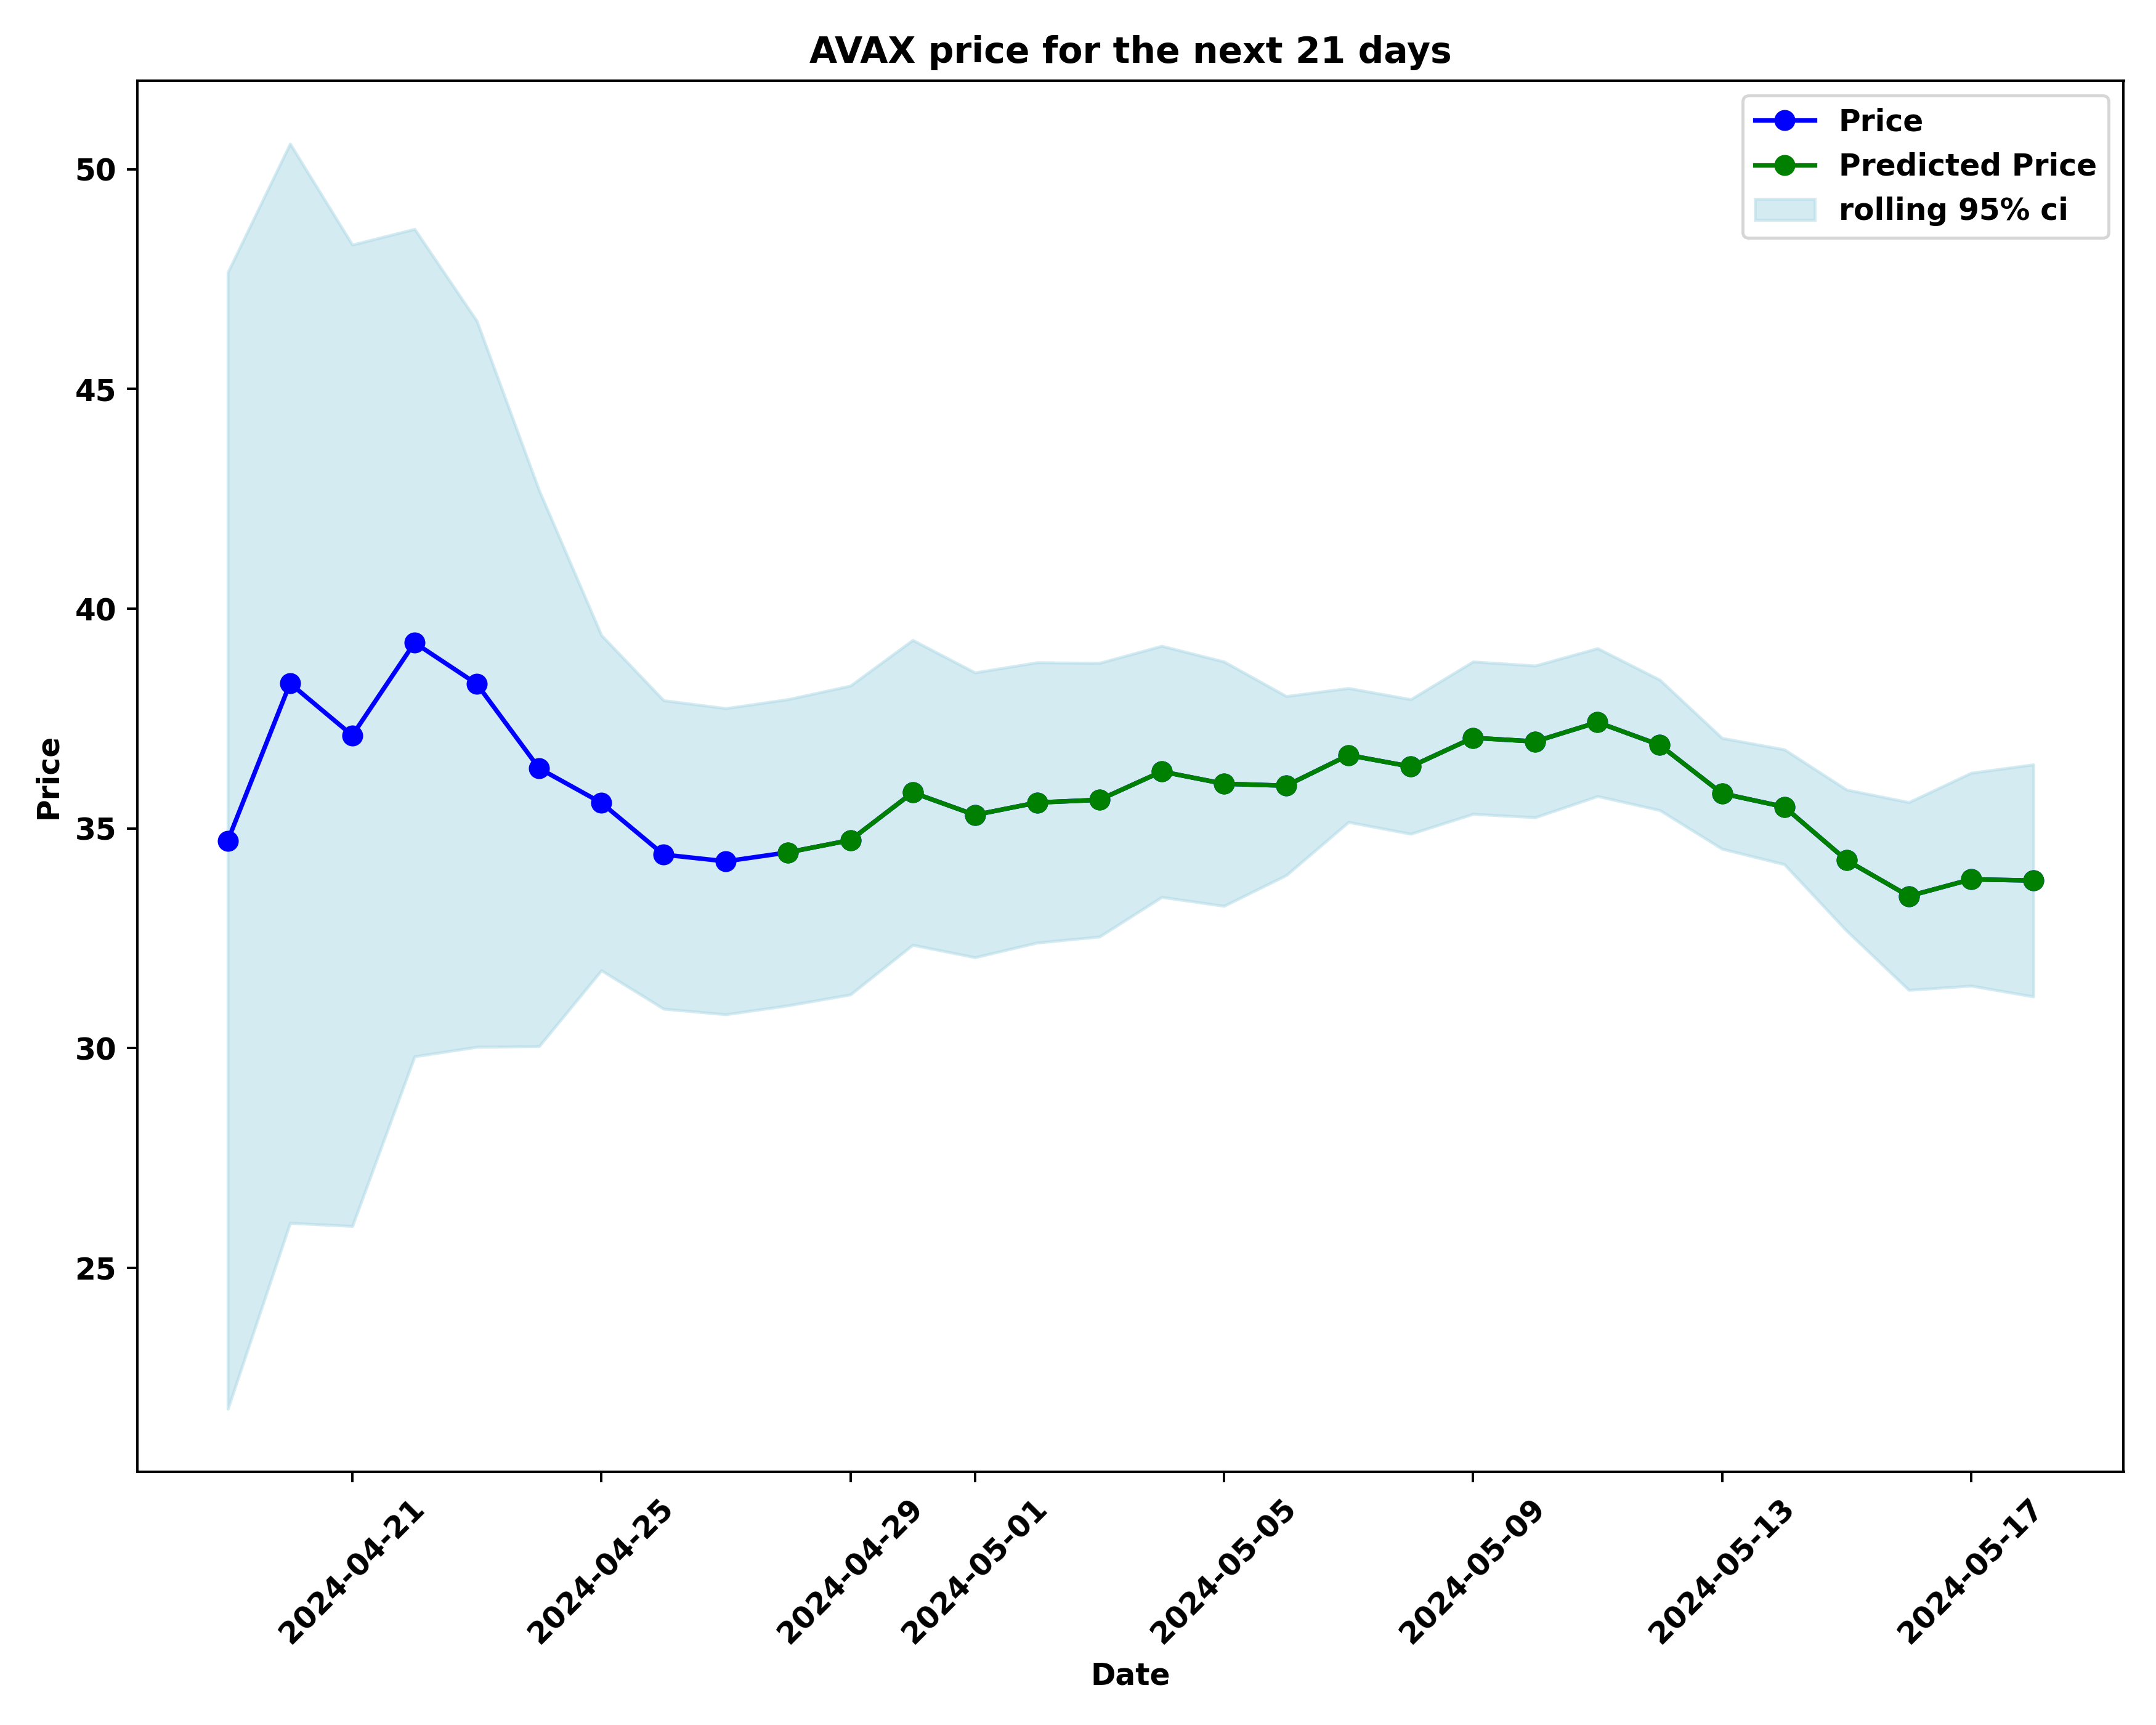 AVAX price for the next 21 days
Price
Predicted Price
rolling 95% ci
50
45
40
35
30
25
Price
2024-04-21
2024-04-25
2024-04-29
2024-05-01
2024-05-05
2024-05-09
2024-05-13
2024-05-17
Date